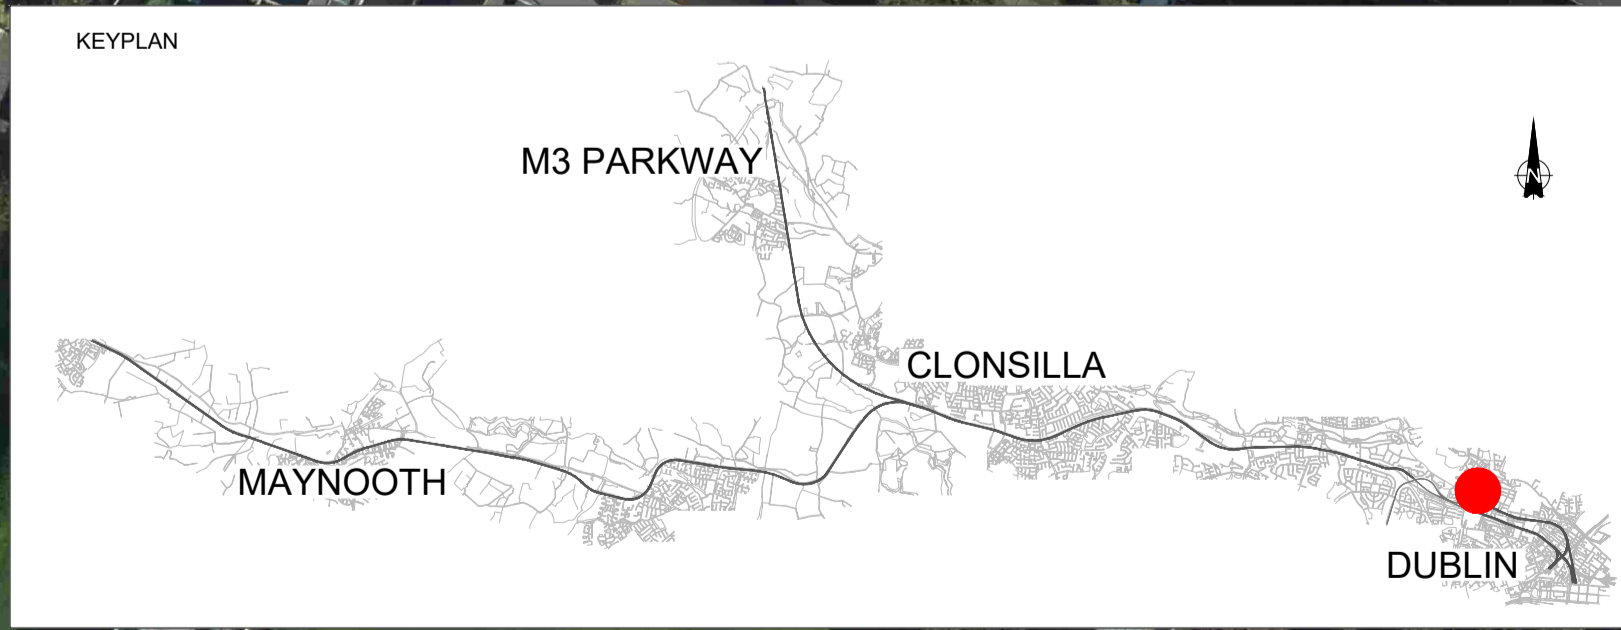 KEYPLAN
M3 PARKWAY
N
CLONSILLA
MAYNOOTH
DUBLIN